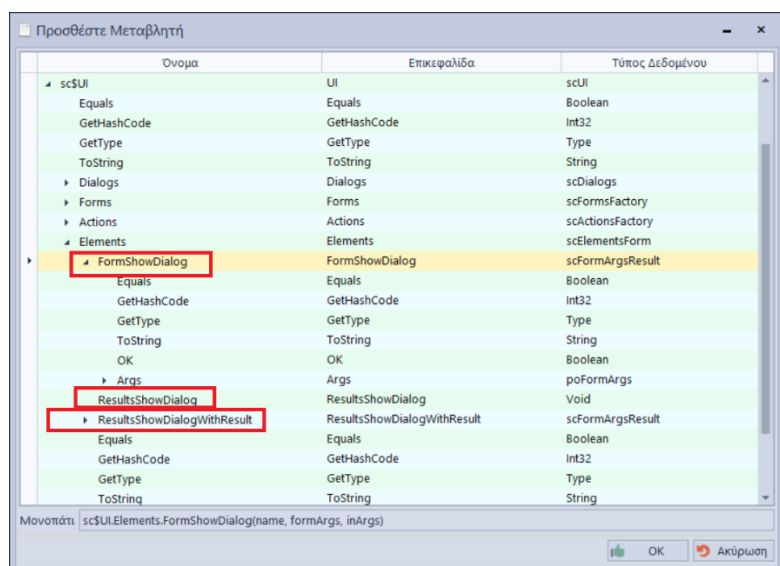 Προσθέστε Μεταβλητή
Όνομα Επικεφαλίδα Τύπος Δεδομένου
sc$UI UI scUI
Equals Equals Boolean
GetHashCode GetHashCode Int32
GetType GetType Type
ToString ToString String
Dialogs Dialogs scDialogs
Forms Forms scFormsFactory
Actions Actions scActionsFactory
Elements Elements scElementsForm
FormShowDialog FormShowDialog scFormArgsResult
Equals Equals Boolean
GetHashCode GetHashCode Int32
GetType GetType Type
ToString ToString String
OK OK Boolean
Args Args poFormArgs
ResultsShowDialog ResultsShowDialog Void
ResultsShowDialogWithResult ResultsShowDialogWithResult scFormArgsResult
Equals Equals Boolean
GetHashCode GetHashCode Int32
GetType GetType Type
ToString ToString String
Μονοπάτι sc$UI.Elements.FormShowDialog(name, formArgs, inArgs)
OK Ακύρωση